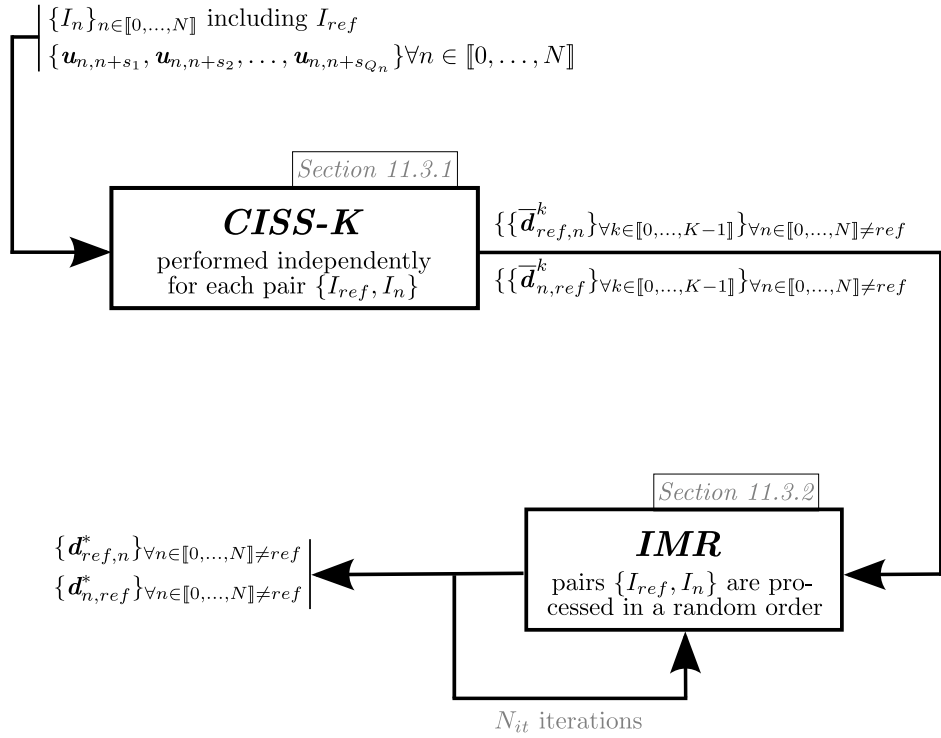 {I_n}_{n∈⟦0,...,N⟧} including I_{ref}
{u_{n,n+s_1}, u_{n,n+s_2}, . . . , u_{n,n+s_{Q_n}}}∀n ∈ ⟦0, . . . , N⟧
Section 11.3.1
CISS-K
performed independently
for each pair {I_{ref}, I_n}
{{d̅^k_{ref,n}}_{∀k∈⟦0,...,K−1⟧}}_{∀n∈⟦0,...,N⟧≠ref}
{{d̅^k_{n,ref}}_{∀k∈⟦0,...,K−1⟧}}_{∀n∈⟦0,...,N⟧≠ref}
Section 11.3.2
IMR
pairs {I_{ref}, I_n} are pro-
cessed in a random order
{d^*_{ref,n}}_{∀n∈⟦0,...,N⟧≠ref}
{d^*_{n,ref}}_{∀n∈⟦0,...,N⟧≠ref}
N_{it} iterations